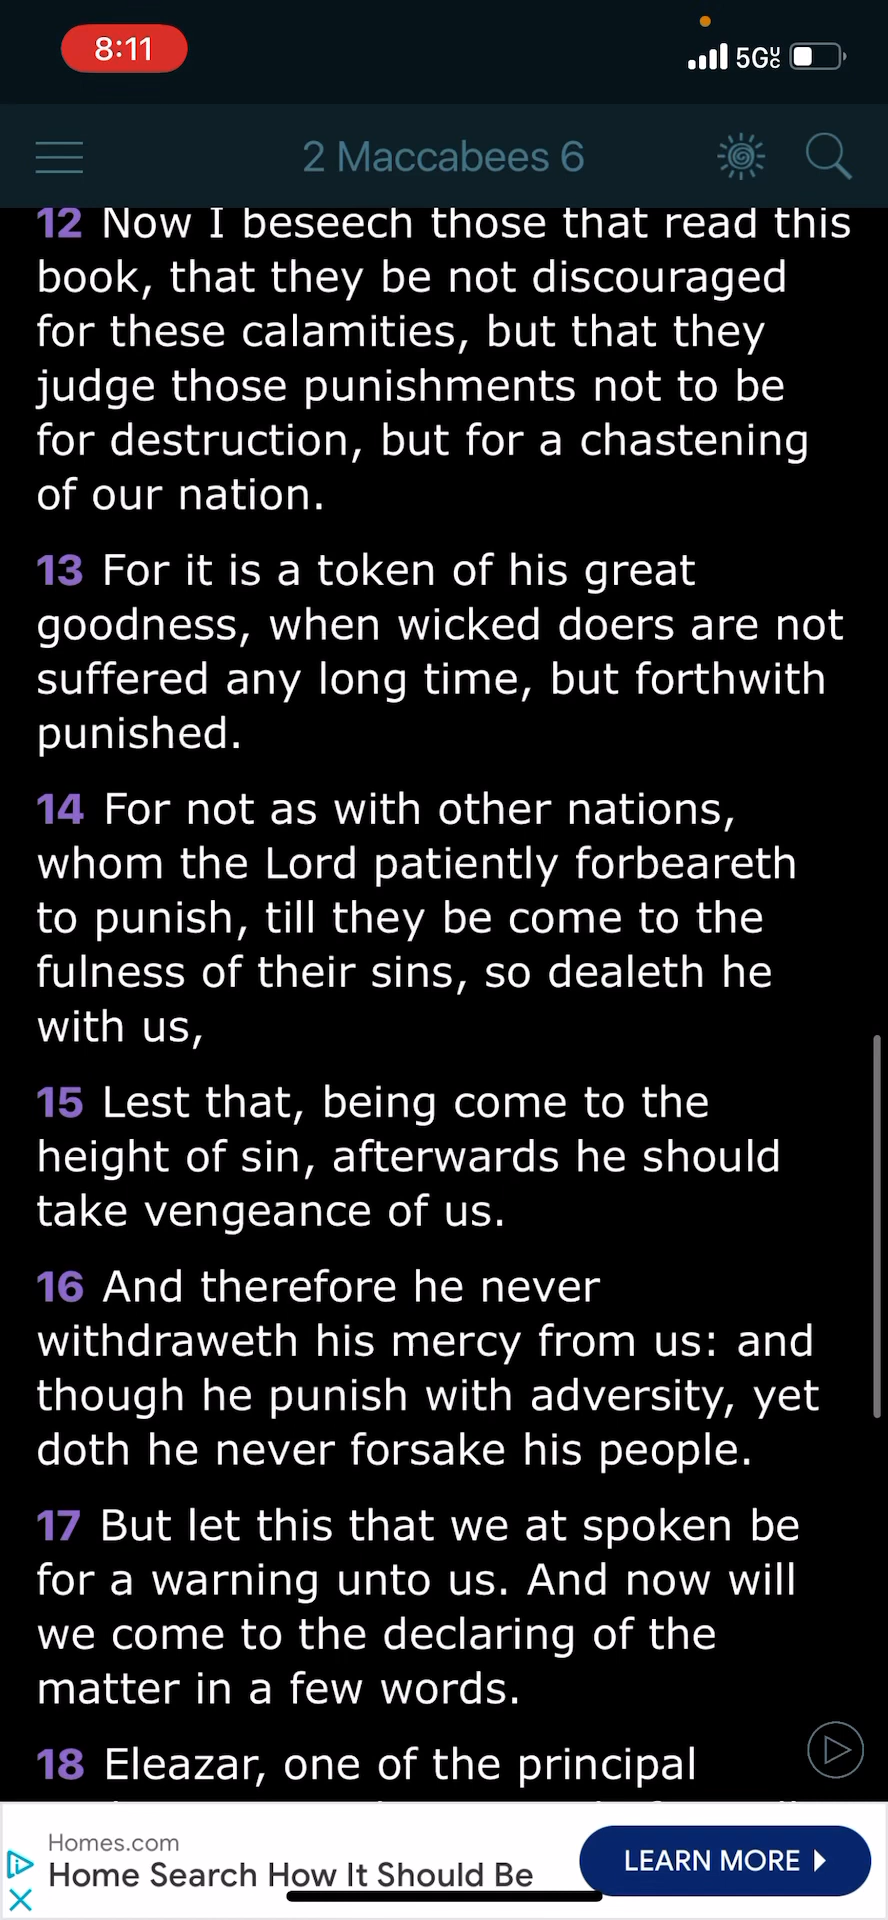 8:11
5G
2 Maccabees 6
12 Now I beseech those that read this
book, that they be not discouraged
for these calamities, but that they
judge those punishments not to be
for destruction, but for a chastening
of our nation.
13 For it is a token of his great
goodness, when wicked doers are not
suffered any long time, but forthwith
punished.
14 For not as with other nations,
whom the Lord patiently forbeareth
to punish, till they be come to the
fulness of their sins, so dealeth he
with us,
15 Lest that, being come to the
height of sin, afterwards he should
take vengeance of us.
16 And therefore he never
withdraweth his mercy from us: and
though he punish with adversity, yet
doth he never forsake his people.
17 But let this that we at spoken be
for a warning unto us. And now will
we come to the declaring of the
matter in a few words.
18 Eleazar, one of the principal
Homes.com
Home Search How It Should Be
LEARN MORE